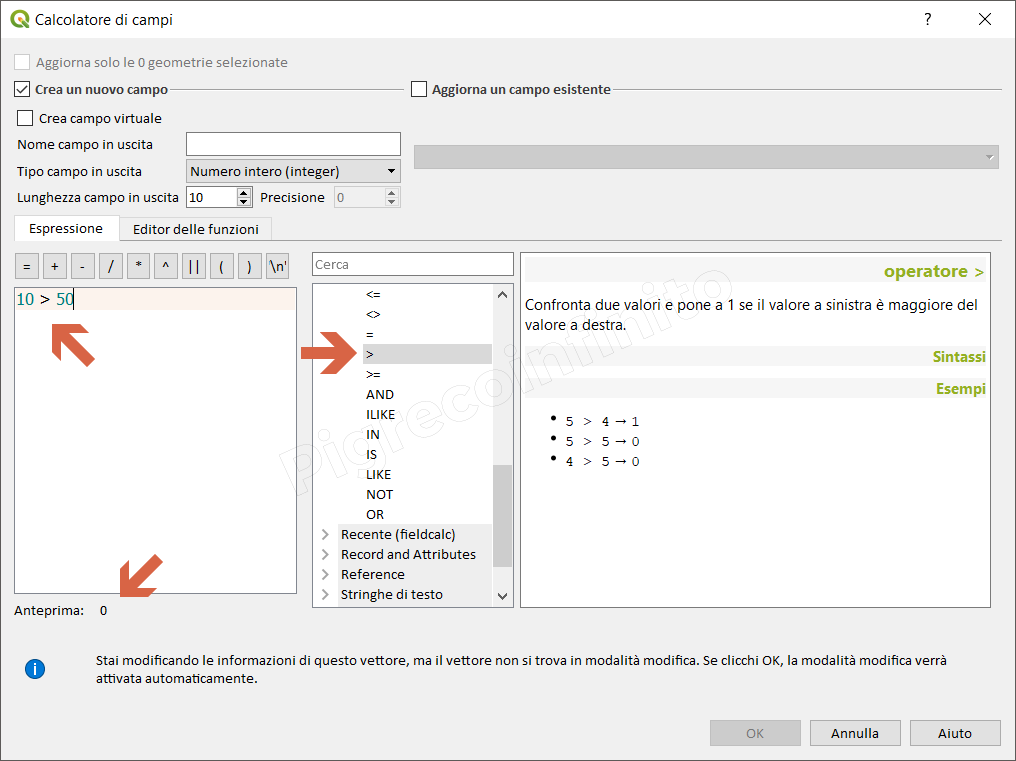 Calcolatore di campi
?
Aggiorna solo le 0 geometrie selezionate
Crea un nuovo campo
Aggiorna un campo esistente
Crea campo virtuale
Nome campo in uscita
Tipo campo in uscita Numero intero (integer)
Lunghezza campo in uscita 10 Precisione 0
Espressione Editor delle funzioni
= + - / * ^ || ( ) '\n'
10 > 50
Anteprima: 0
Cerca
<=
<>
=
>
>=
AND
ILIKE
IN
IS
LIKE
NOT
OR
Recente (fieldcalc)
Record and Attributes
Reference
Stringhe di testo
operatore >
Confronta due valori e pone a 1 se il valore a sinistra è maggiore del
valore a destra.
Sintassi
Esempi
• 5 > 4 → 1
• 5 > 5 → 0
• 4 > 5 → 0
Pigrecoinfinito
Stai modificando le informazioni di questo vettore, ma il vettore non si trova in modalità modifica. Se clicchi OK, la modalità modifica verrà
attivata automaticamente.
OK Annulla Aiuto